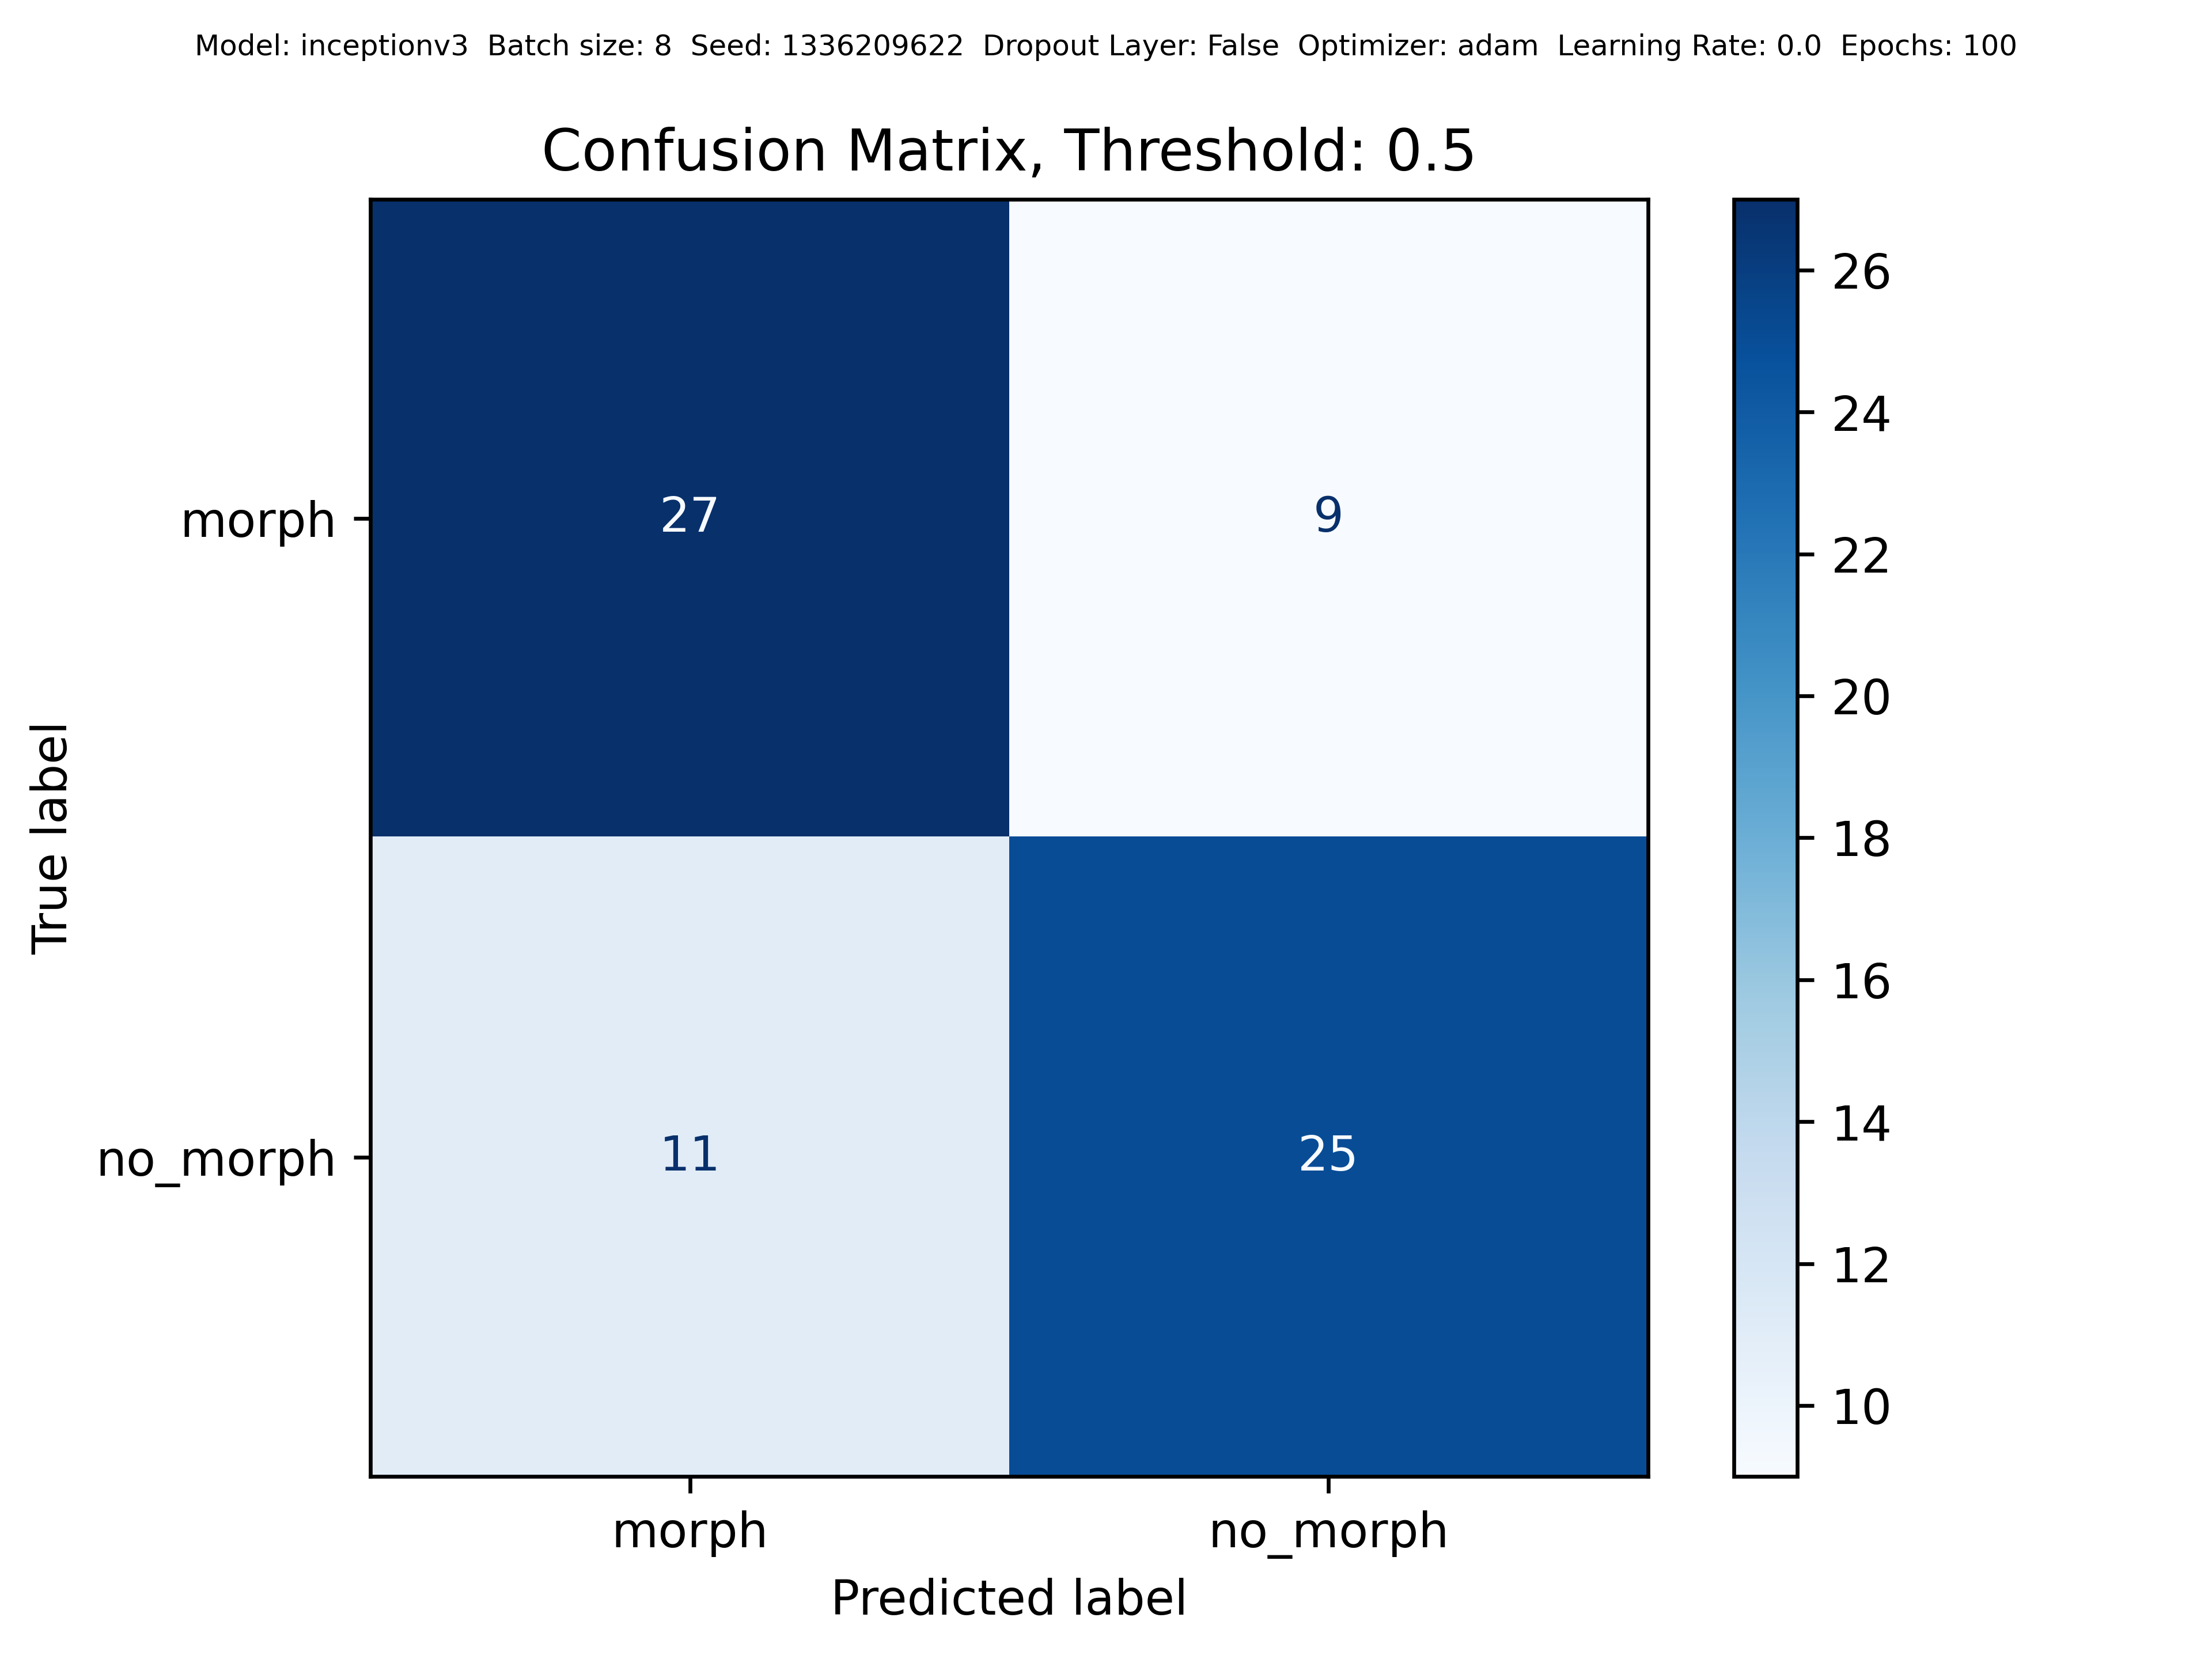 Model: inceptionv3  Batch size: 8  Seed: 1336209622  Dropout Layer: False  Optimizer: adam  Learning Rate: 0.0  Epochs: 100
Confusion Matrix, Threshold: 0.5
True label
morph
27
9
no_morph
11
25
morph
no_morph
Predicted label
26
24
22
20
18
16
14
12
10